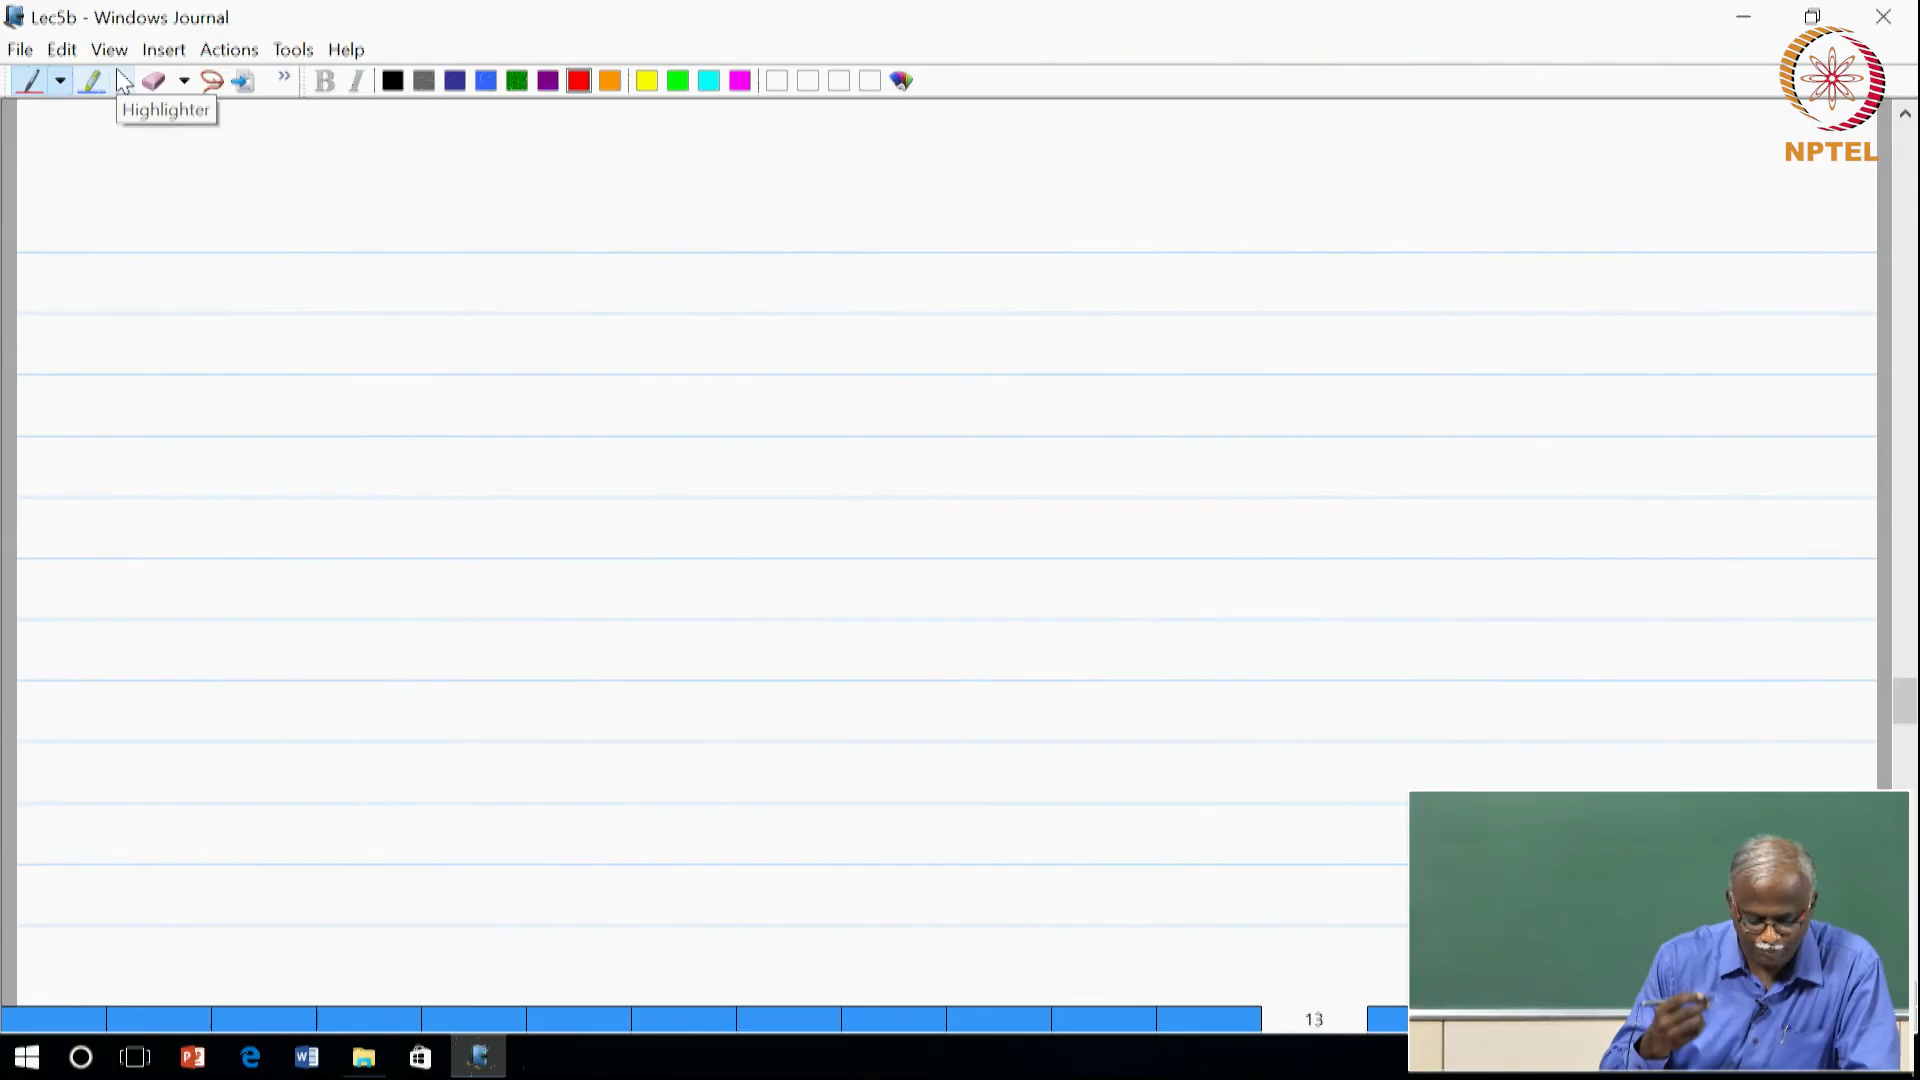 Lec5b - Windows Journal
File Edit View Insert Actions Tools Help
B I
Highlighter
NPTEL
13